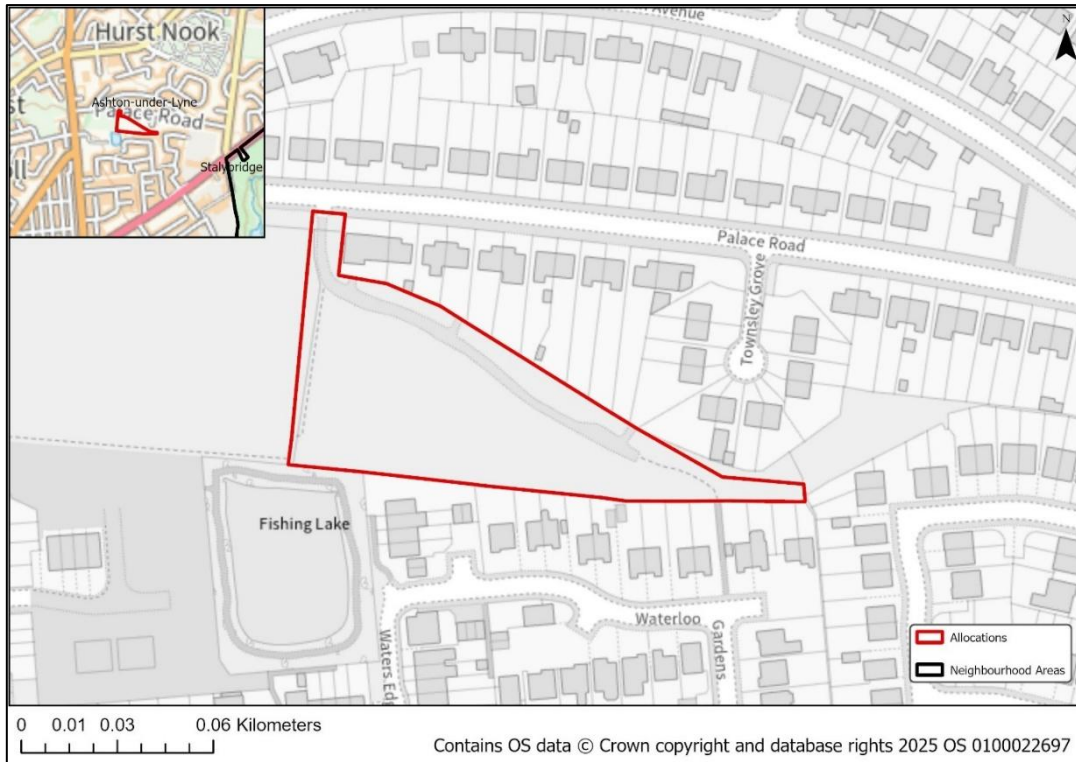 Hurst Nook
Ashton-under-Lyne
Palace Road
Stalybridge
Avenue
N
Palace Road
Townsley Grove
Fishing Lake
Waterloo
Gardens
Waters Edg
Allocations
Neighbourhood Areas
0 0.01 0.03 0.06 Kilometers
Contains OS data © Crown copyright and database rights 2025 OS 0100022697